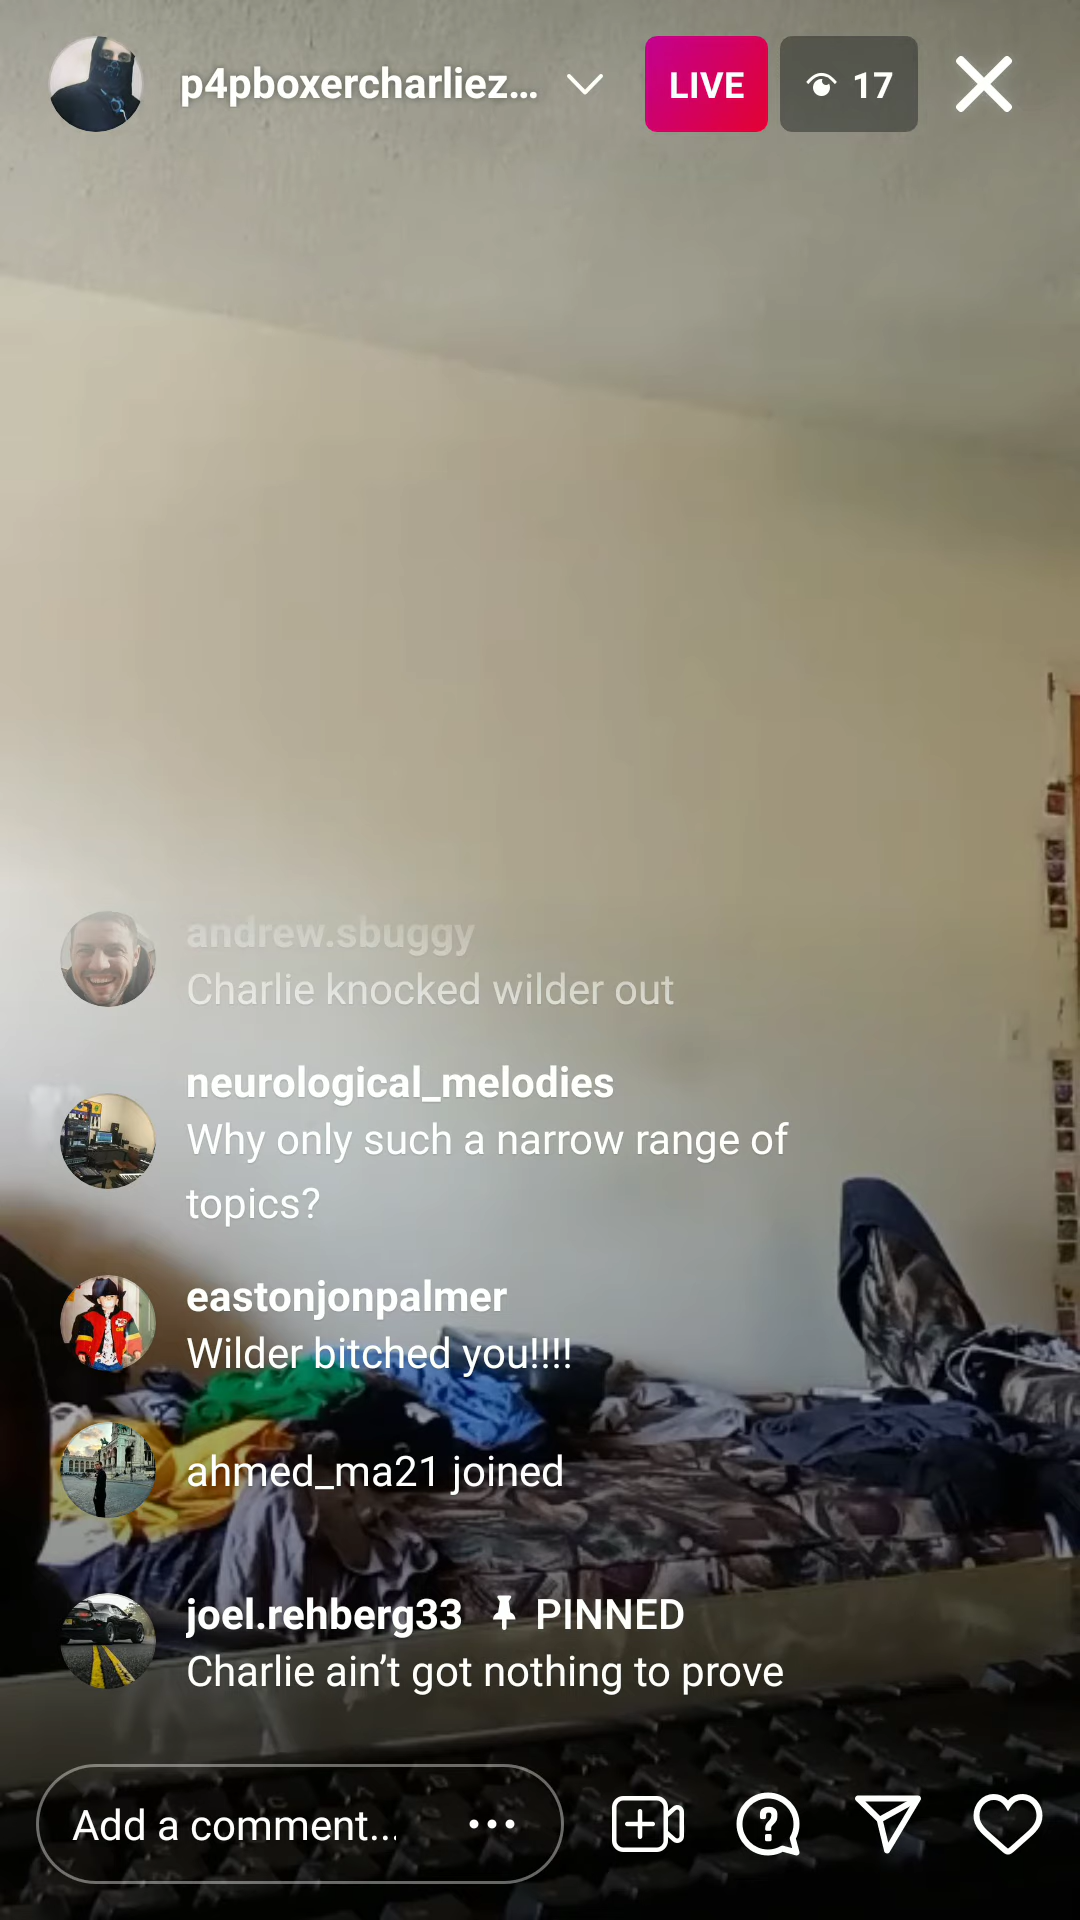 p4pboxercharliez...
LIVE
17
andrew.sbuggy
Charlie knocked wilder out
neurological_melodies
Why only such a narrow range of
topics?
eastonjonpalmer
Wilder bitched you!!!!
ahmed_ma21 joined
joel.rehberg33 PINNED
Charlie ain’t got nothing to prove
Add a comment...